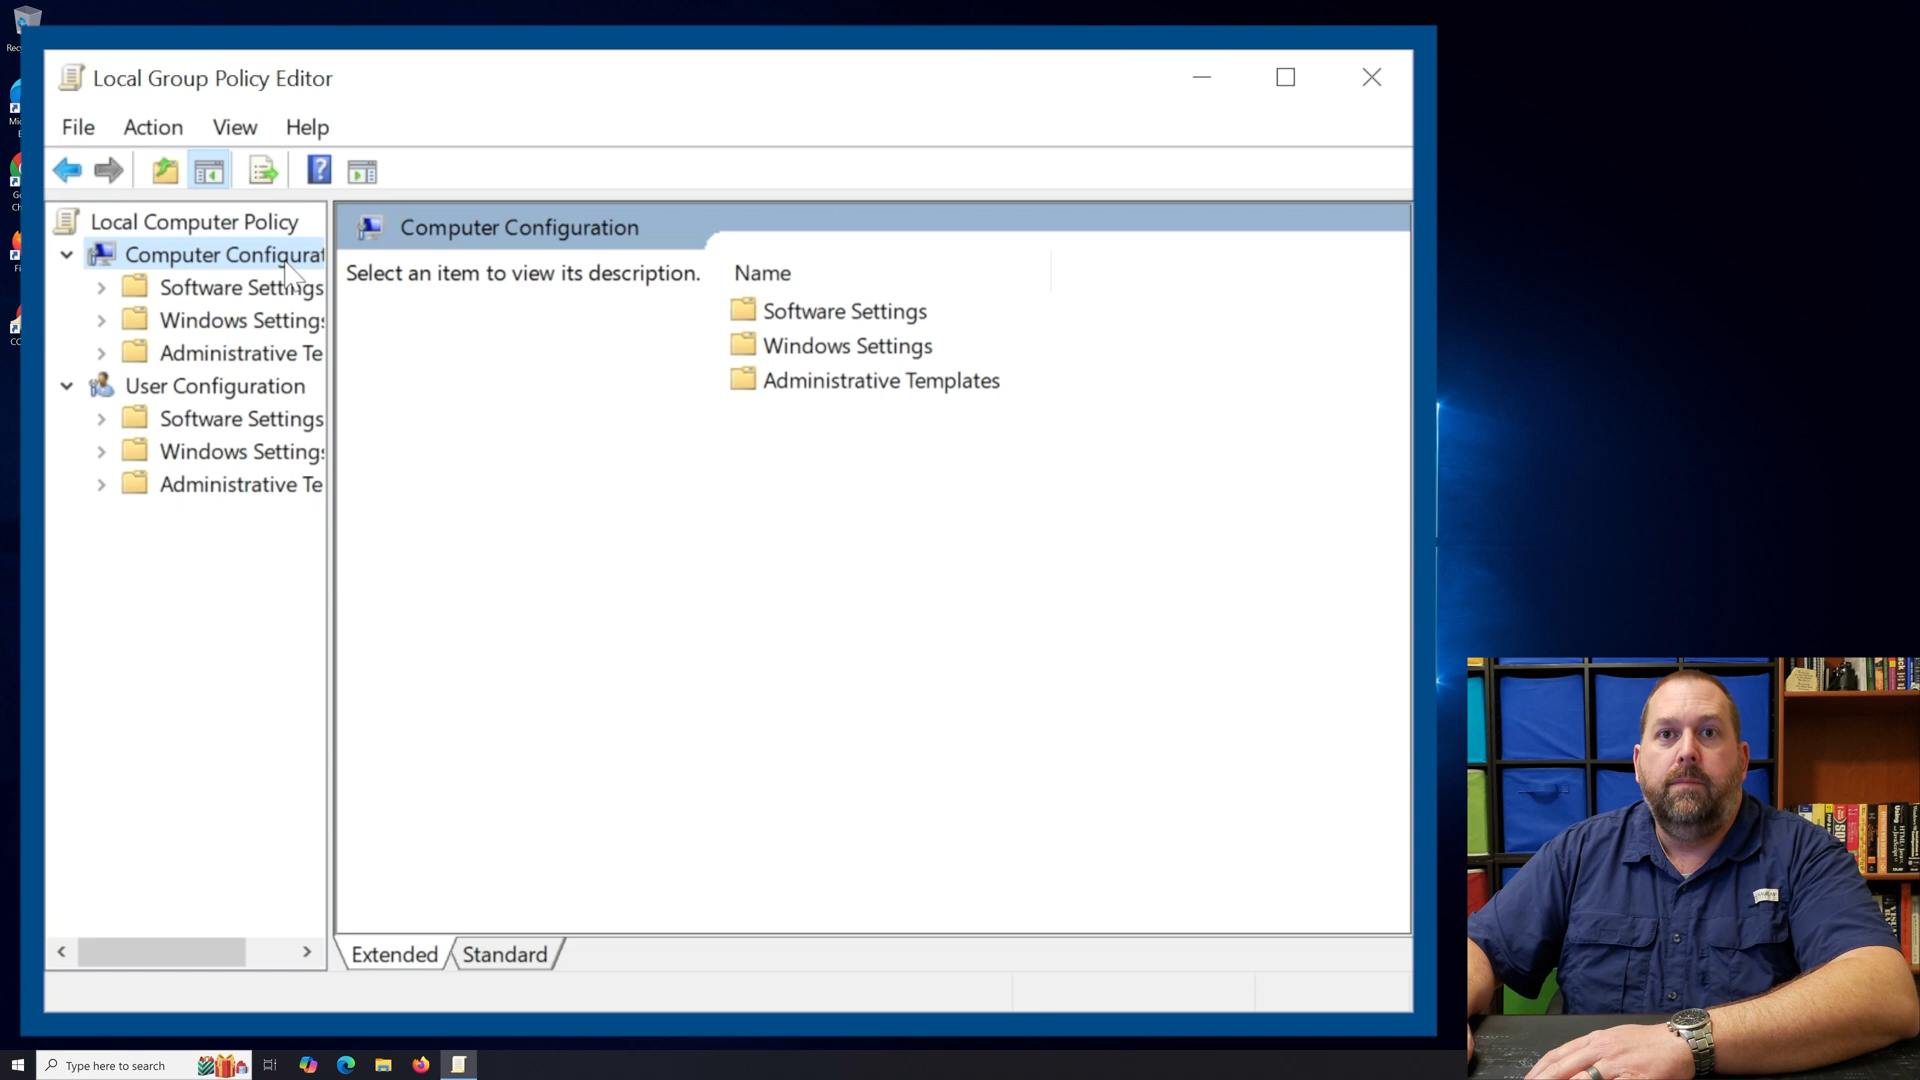 Rec
Local Group Policy Editor
File Action View Help
Local Computer Policy
Computer Configurat
Software Settings
Windows Settings
Administrative Te
User Configuration
Software Settings
Windows Settings
Administrative Te
Computer Configuration
Select an item to view its description.
Name
Software Settings
Windows Settings
Administrative Templates
Extended Standard
Type here to search